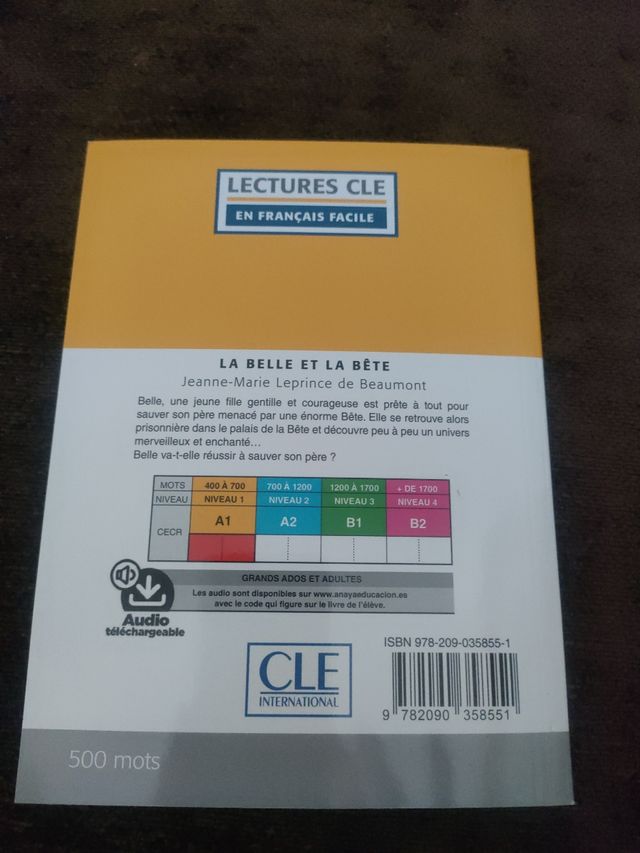 LECTURES CLE
EN FRANÇAIS FACILE
LA BELLE ET LA BÊTE
Jeanne-Marie Leprince de Beaumont
Belle, une jeune fille gentille et courageuse est prête à tout pour
sauver son père menacé par une énorme Bête. Elle se retrouve alors
prisonnière dans le palais de la Bête et découvre peu à peu un univers
merveilleux et enchanté...
Belle va-t-elle réussir à sauver son père ?
MOTS 400 À 700 700 À 1200 1200 À 1700 + DE 1700
NIVEAU NIVEAU 1 NIVEAU 2 NIVEAU 3 NIVEAU 4
CECR A1 A2 B1 B2
GRANDS ADOS ET ADULTES
Les audio sont disponibles sur www.anayaeducacion.es
avec le code qui figure sur le livre de l'élève.
Audio
téléchargeable
CLE
INTERNATIONAL
ISBN 978-209-035855-1
9 782090 358551
500 mots